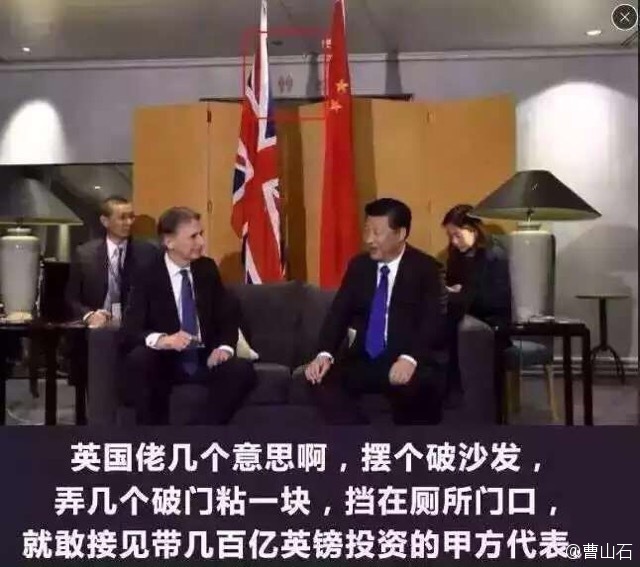 英国佬几个意思啊，摆个破沙发，
弄几个破门粘一块，挡在厕所门口，
就敢接见带几百亿英镑投资的甲方代表。
@曹山石